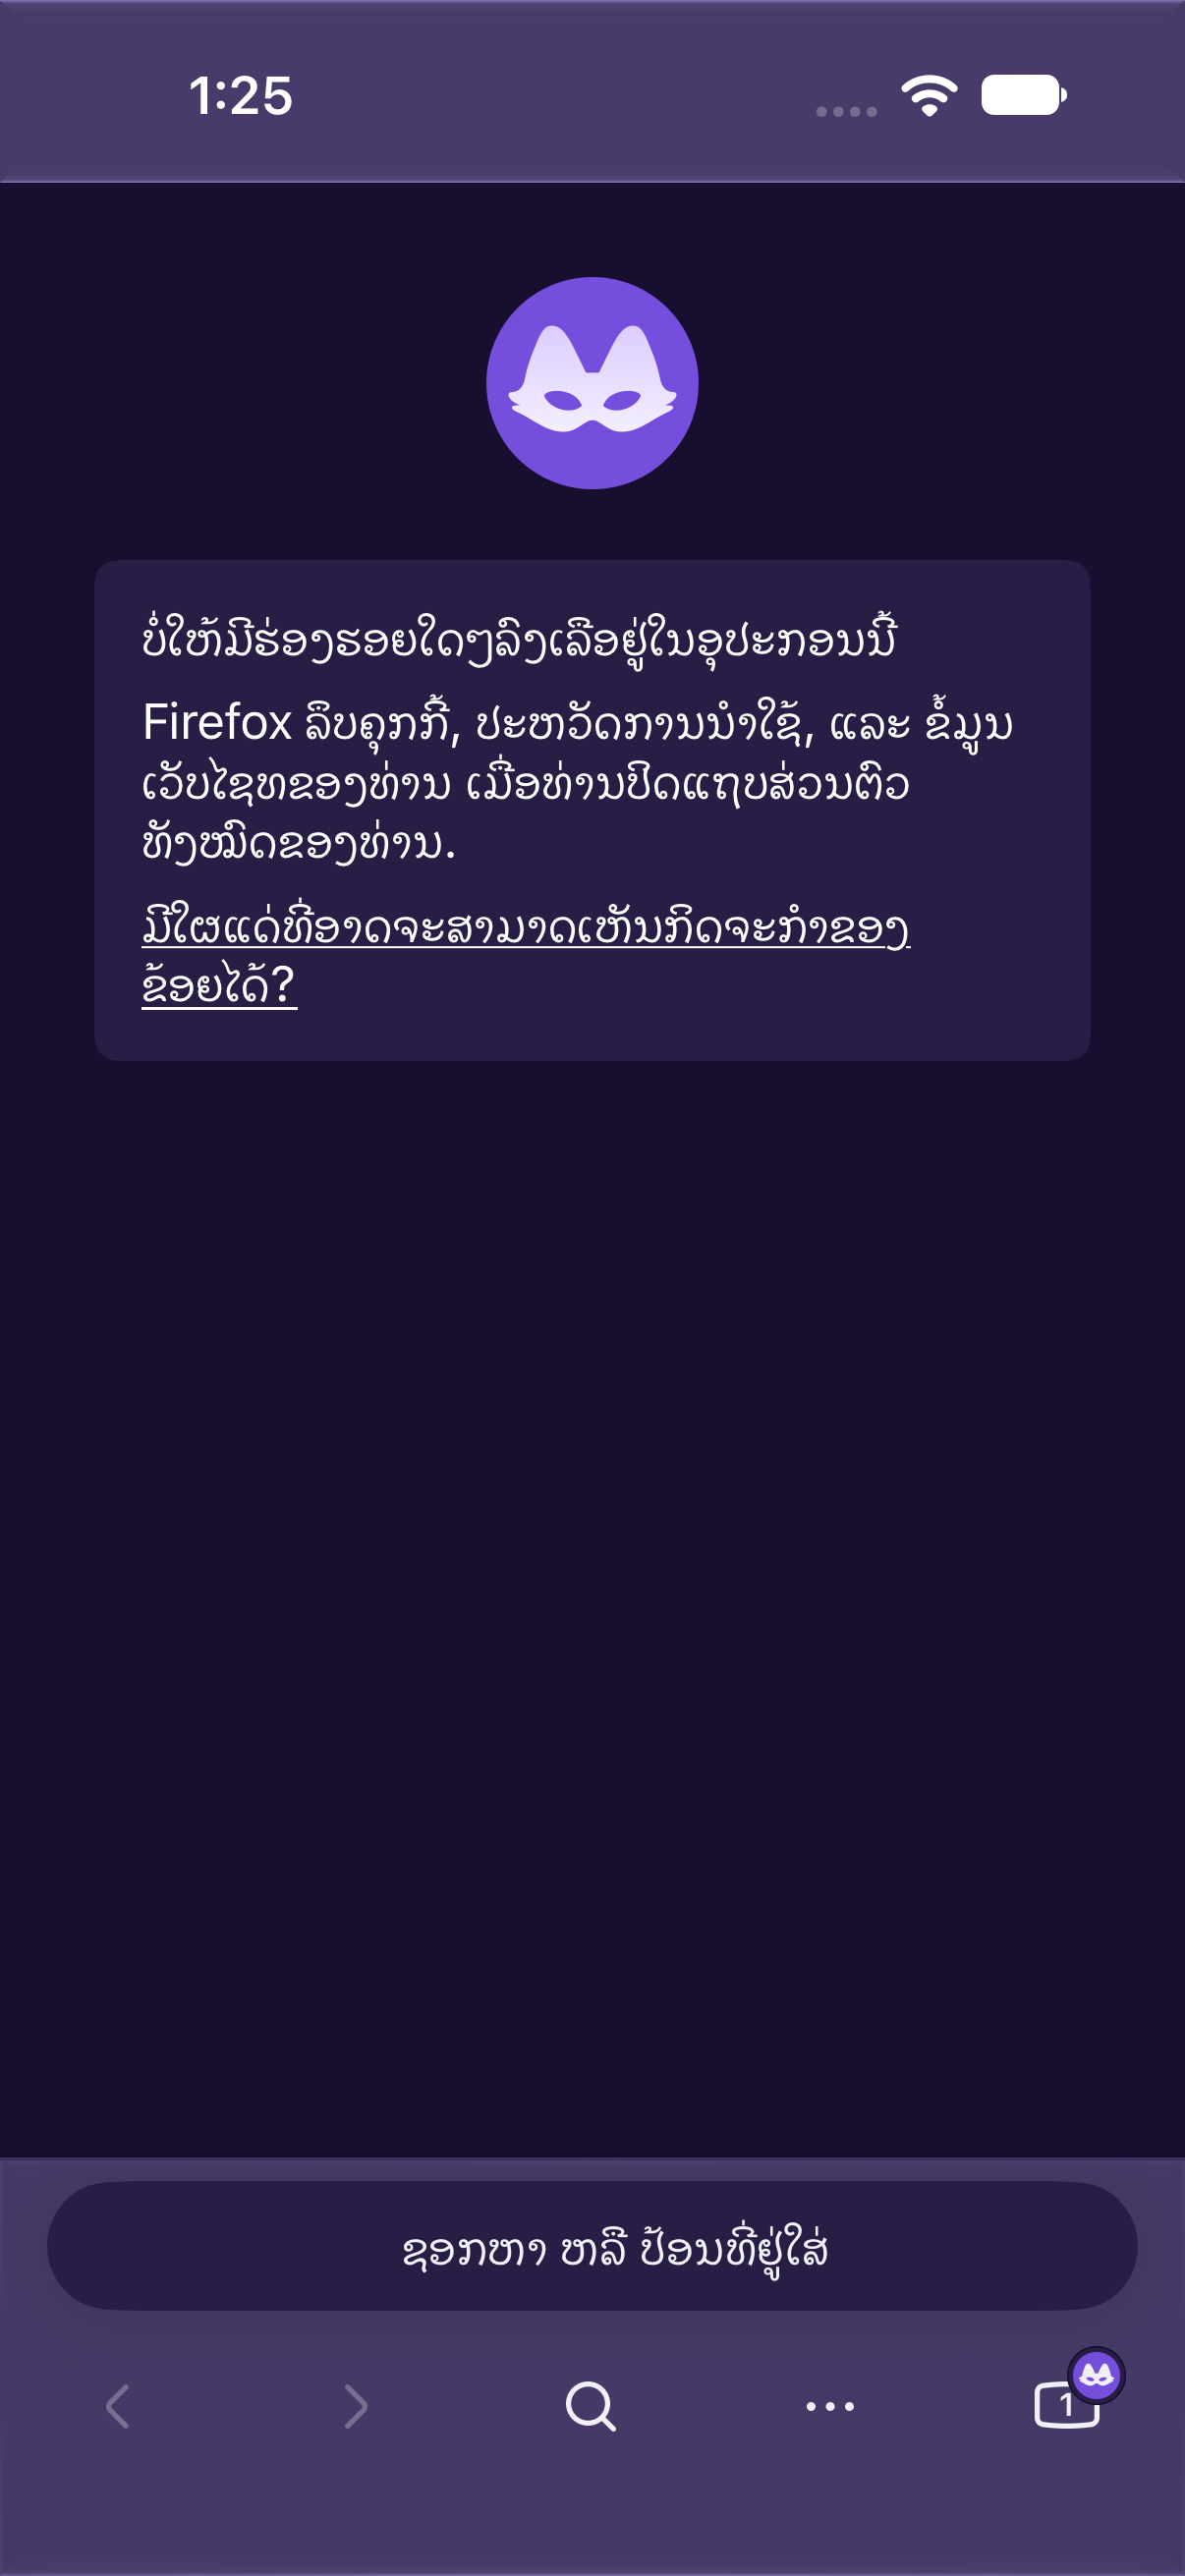 1:25
ບໍ່ໃຫ້ມີຮ່ອງຮອຍໃດໆລົງເລືອຢູ່ໃນອຸປະກອນນີ້
Firefox ລຶບຄຸກກີ້, ປະຫວັດການນຳໃຊ້, ແລະ ຂໍ້ມູນ
ເວັບໄຊທຂອງທ່ານ ເມື່ອທ່ານປິດແຖບສ່ວນຕົວ
ທັງໝົດຂອງທ່ານ.
ມີໃຜແດ່ທີ່ອາດຈະສາມາດເຫັນກິດຈະກຳຂອງ
ຂ້ອຍໄດ້?
ຊອກຫາ ຫລື ປ້ອນທີ່ຢູ່ໃສ່
1